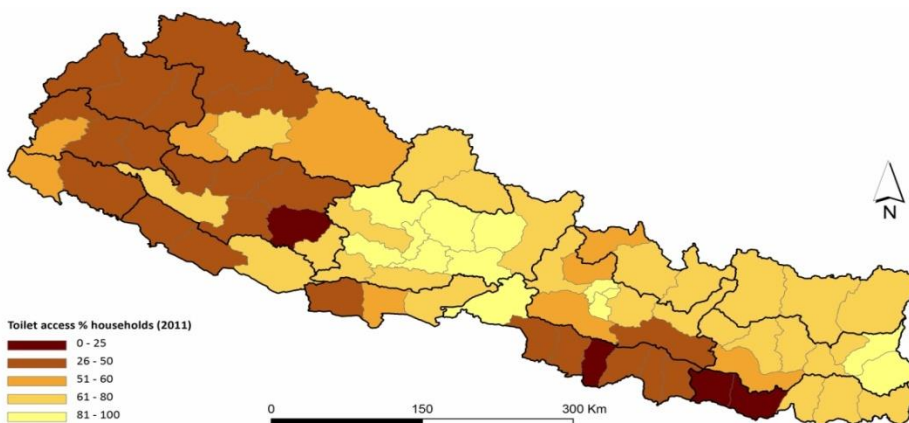 N
Toilet access % households (2011)
0 - 25
26 - 50
51 - 60
61 - 80
81 - 100
0 150 300 Km